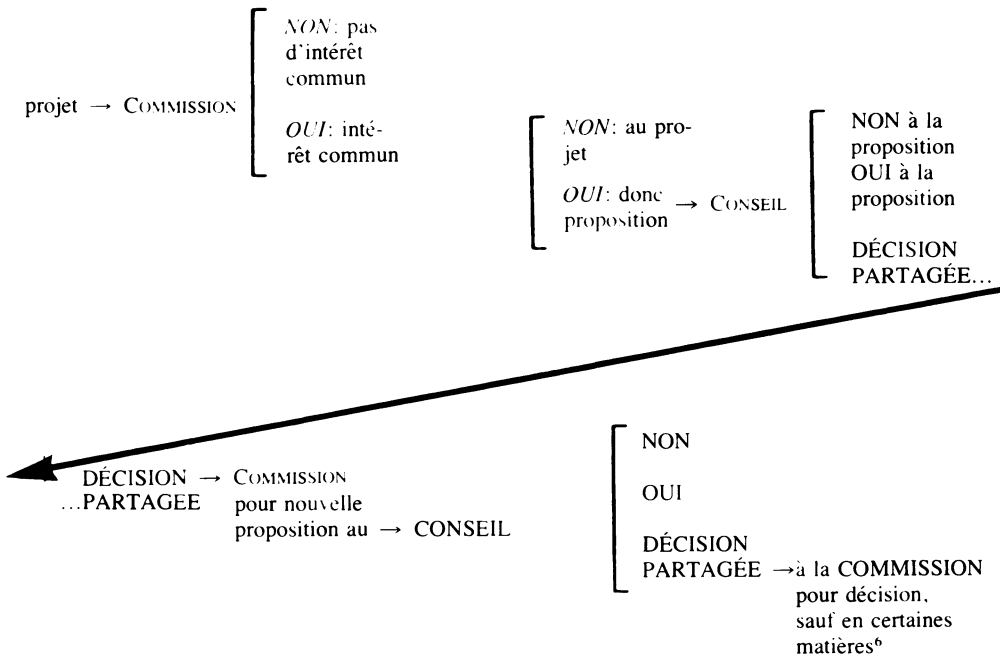 NON: pas
d'intérêt
commun
projet → COMMISSION
OUI: inté-
rêt commun
NON: au pro-
jet
OUI: donc
proposition → CONSEIL
NON à la
proposition
OUI à la
proposition
DÉCISION
PARTAGÉE...
DÉCISION → COMMISSION
...PARTAGEE pour nouvelle
proposition au → CONSEIL
NON
OUI
DÉCISION
PARTAGÉE → à la COMMISSION
pour décision,
sauf en certaines
matières⁶